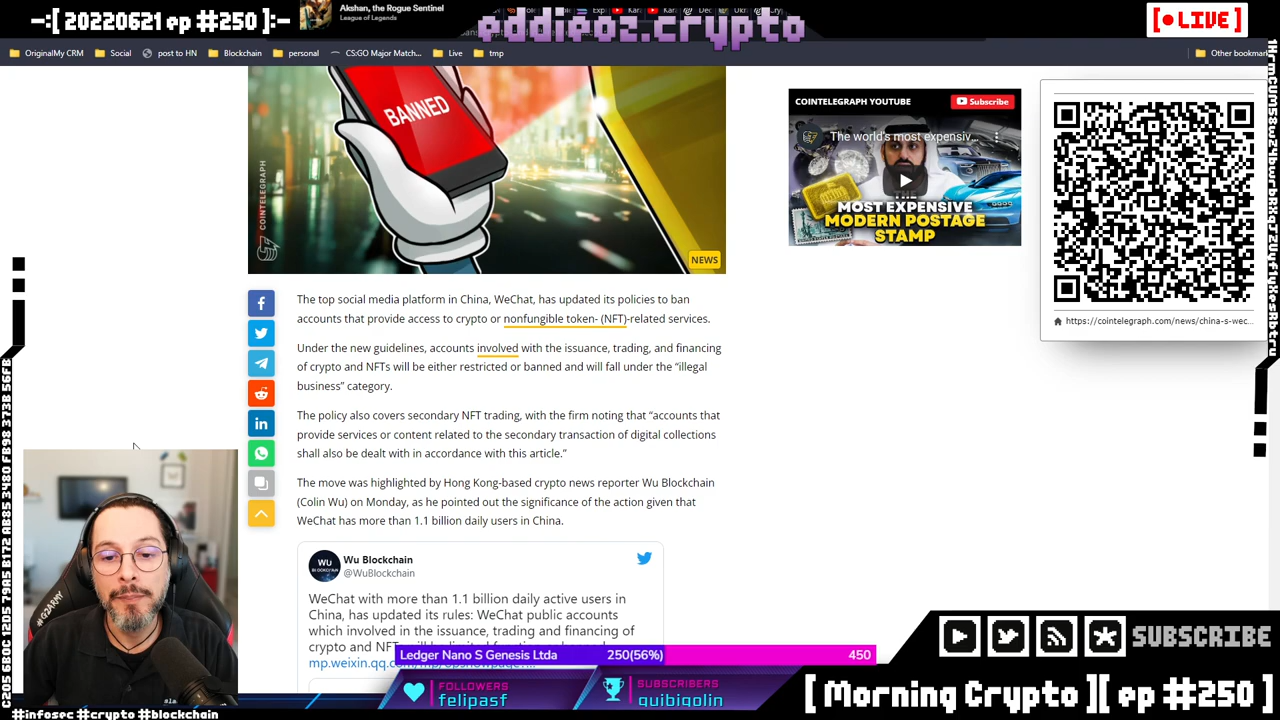 -:[ 20220621 ep #250 ]:-
Akshan, the Rogue Sentinel
League of Legends
eddieoz.crypto
[● LIVE ]
OriginalMy CRM
Social
post to HN
Blockchain
personal
CS:GO Major Match...
Live
tmp
Other bookmar
BANNED
COINTELEGRAPH
NEWS
COINTELEGRAPH YOUTUBE
Subscribe
The world's most expensiv...
THE
MOST EXPENSIVE
MODERN POSTAGE
STAMP
https://cointelegraph.com/news/china-s-wec...
The top social media platform in China, WeChat, has updated its policies to ban
accounts that provide access to crypto or nonfungible token- (NFT)-related services.
Under the new guidelines, accounts involved with the issuance, trading, and financing
of crypto and NFTs will be either restricted or banned and will fall under the “illegal
business” category.
The policy also covers secondary NFT trading, with the firm noting that “accounts that
provide services or content related to the secondary transaction of digital collections
shall also be dealt with in accordance with this article.”
The move was highlighted by Hong Kong-based crypto news reporter Wu Blockchain
(Colin Wu) on Monday, as he pointed out the significance of the action given that
WeChat has more than 1.1 billion daily users in China.
WU
BLOCKCHAIN
Wu Blockchain
@WuBlockchain
WeChat with more than 1.1 billion daily active users in
China, has updated its rules: WeChat public accounts
which involved in the issuance, trading and financing of
crypto and
Ledger Nano S Genesis Ltda
250(56%)
450
FOLLOWERS
felipasf
SUBSCRIBERS
guibigolin
SUBSCRIBE
[ Morning Crypto ][ ep #250 ]
#infosec #crypto #blockchain